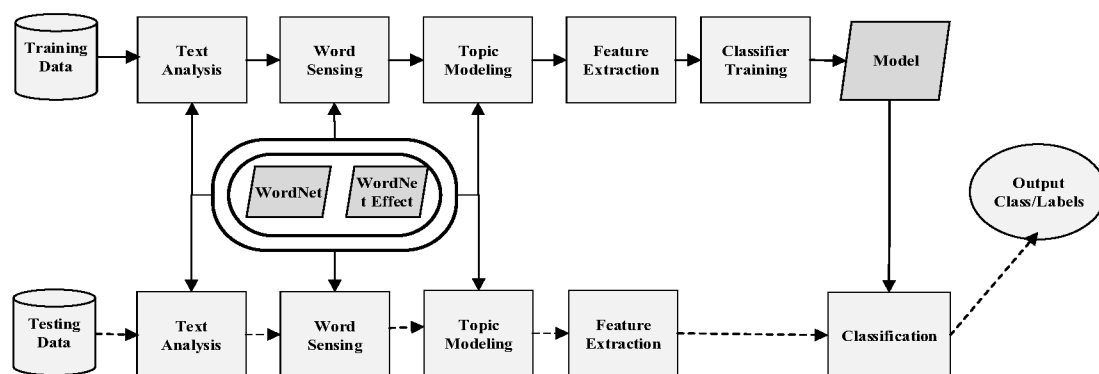 Training
Data
Text
Analysis
Word
Sensing
Topic
Modeling
Feature
Extraction
Classifier
Training
Model
WordNet
WordNe
t Effect
Output
Class/Labels
Testing
Data
Text
Analysis
Word
Sensing
Topic
Modeling
Feature
Extraction
Classification